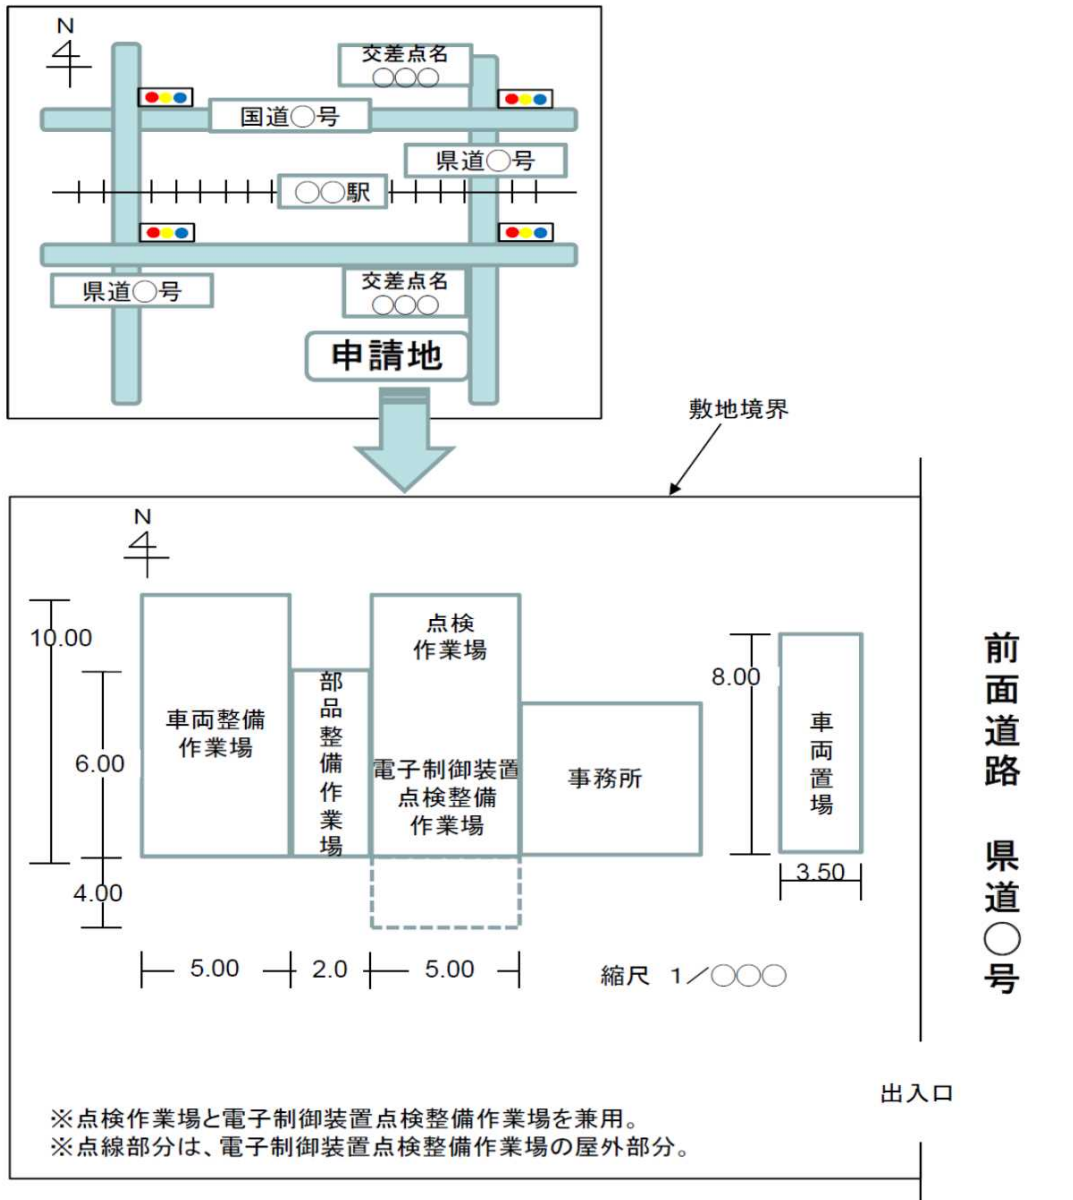 N
交差点名
〇〇〇
国道〇号
県道〇号
〇〇駅
県道〇号
交差点名
〇〇〇
申請地
敷地境界
N
10.00
6.00
4.00
車両整備
作業場
部品整備作業場
点検
作業場
電子制御装置
点検整備
作業場
事務所
8.00
車両置場
3.50
5.00
2.0
5.00
縮尺 1/〇〇〇
前面道路 県道〇号
出入口
※点検作業場と電子制御装置点検整備作業場を兼用。
※点線部分は、電子制御装置点検整備作業場の屋外部分。